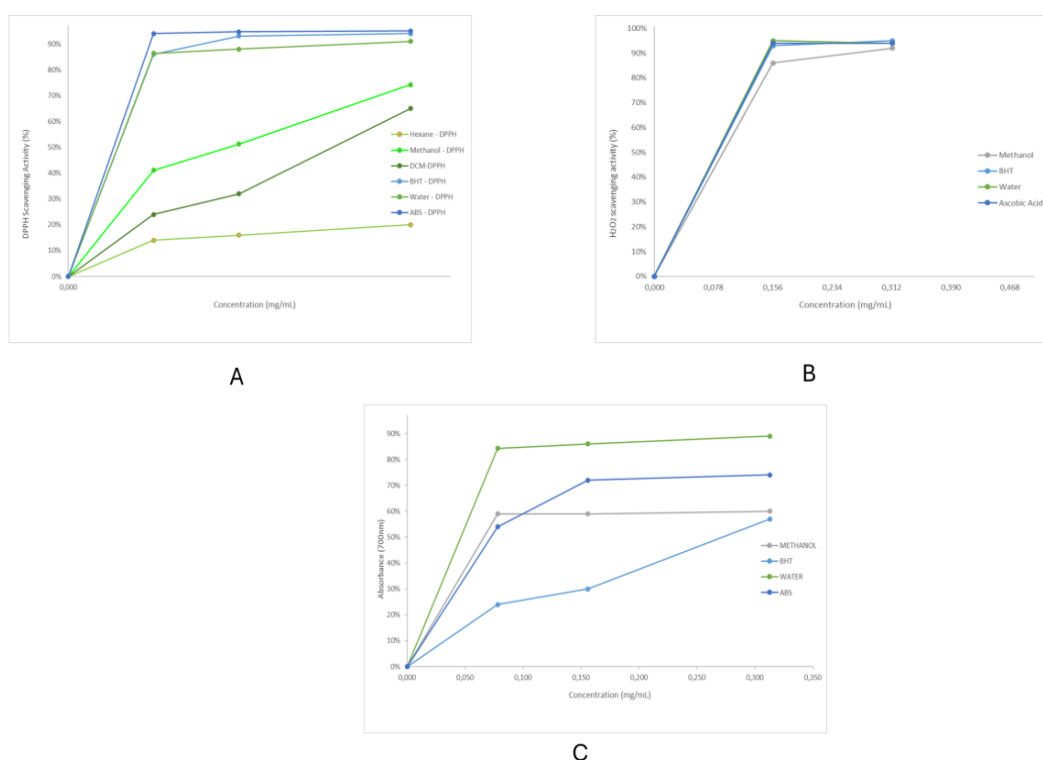 DPPH Scavenging Activity (%)
90%
80%
70%
60%
50%
40%
30%
20%
10%
0%
0,000
Concentration (mg/mL)
Hexane - DPPH
Methanol - DPPH
DCM-DPPH
BHT - DPPH
Water - DPPH
ABS - DPPH
A
H2O2 scavenging activity (%)
100%
90%
80%
70%
60%
50%
40%
30%
20%
10%
0%
0,000 0,078 0,156 0,234 0,312 0,390 0,468
Concentration (mg/mL)
Methanol
BHT
Water
Ascobic Acid
B
Absorbance (700nm)
90%
80%
70%
60%
50%
40%
30%
20%
10%
0%
0,000 0,050 0,100 0,150 0,200 0,250 0,300 0,350
Concentration (mg/mL)
METHANOL
BHT
WATER
ABS
C